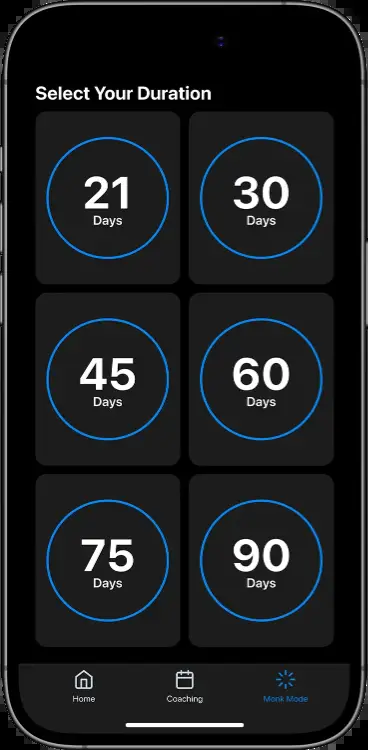 Select Your Duration
21
Days
30
Days
45
Days
60
Days
75
Days
90
Days
Home
Coaching
Monk Mode